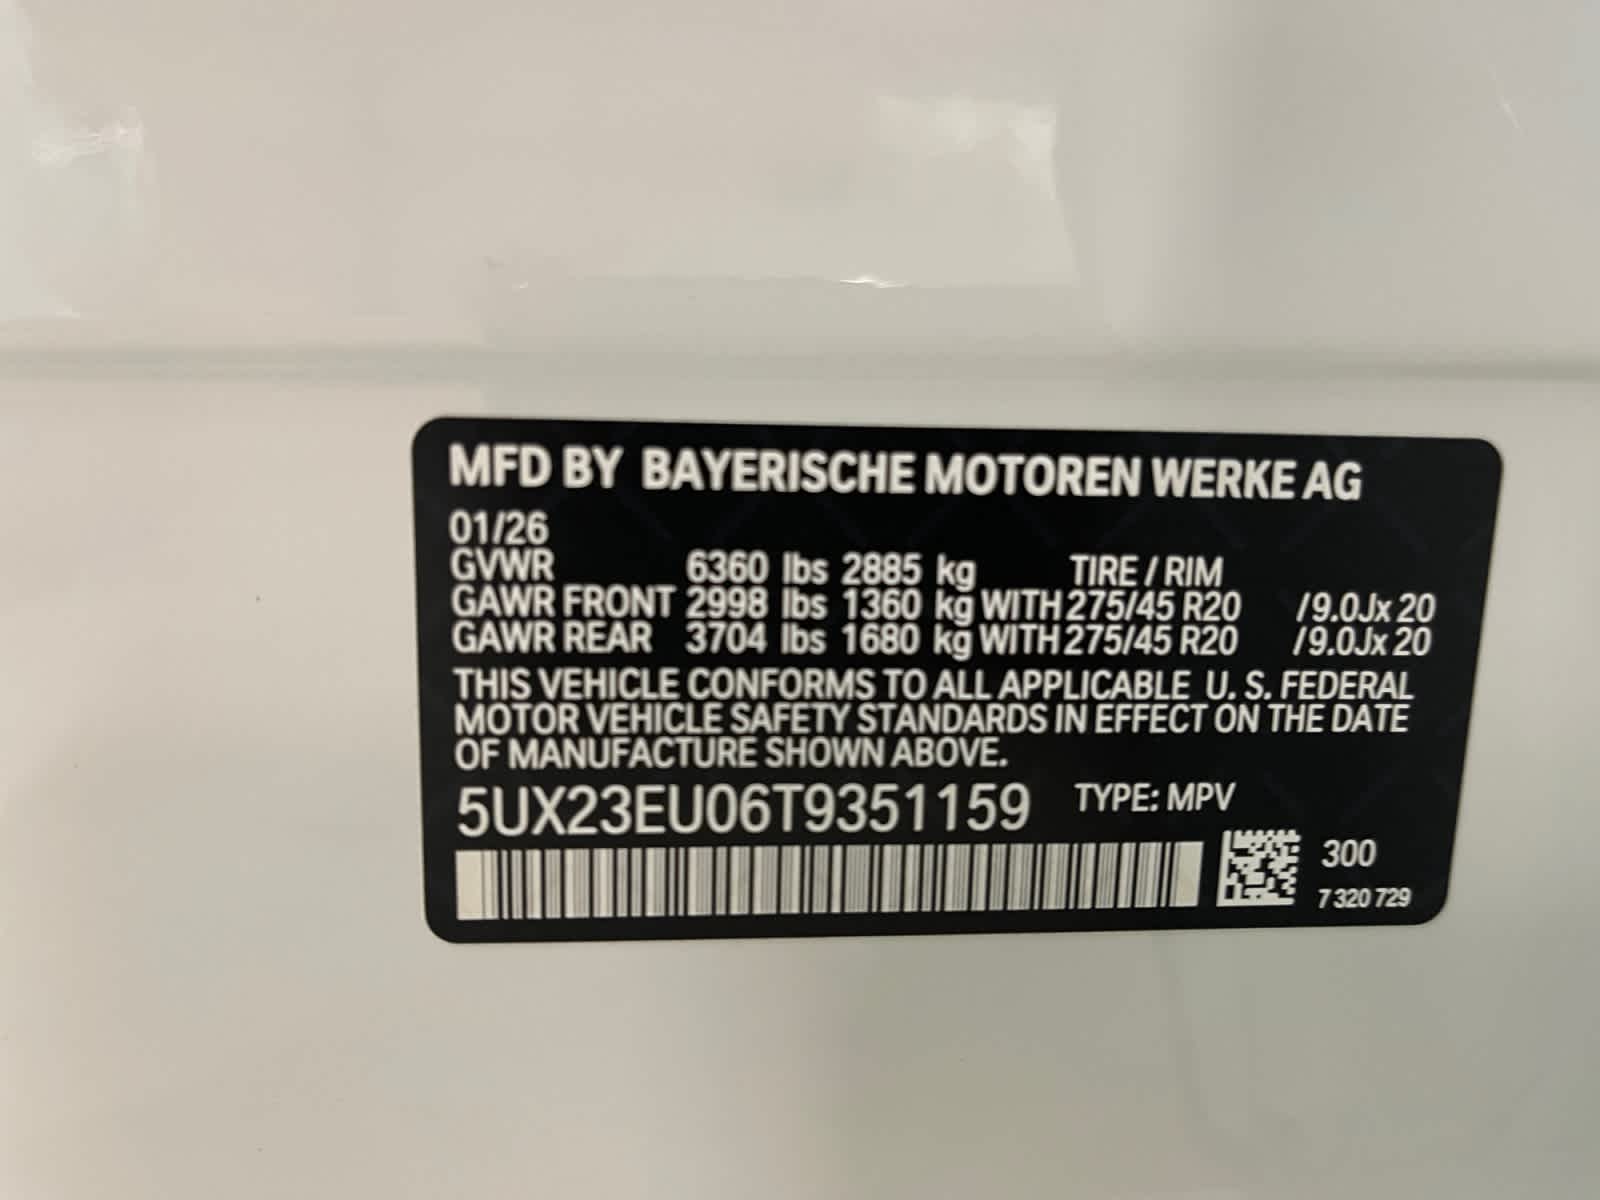 MFD BY BAYERISCHE MOTOREN WERKE AG
01/26
GVWR 6360 lbs 2885 kg TIRE / RIM
GAWR FRONT 2998 lbs 1360 kg WITH 275/45 R20 /9.0Jx 20
GAWR REAR 3704 lbs 1680 kg WITH 275/45 R20 /9.0Jx 20
THIS VEHICLE CONFORMS TO ALL APPLICABLE U. S. FEDERAL
MOTOR VEHICLE SAFETY STANDARDS IN EFFECT ON THE DATE
OF MANUFACTURE SHOWN ABOVE.
5UX23EU06T9351159 TYPE: MPV
300
7 320 729